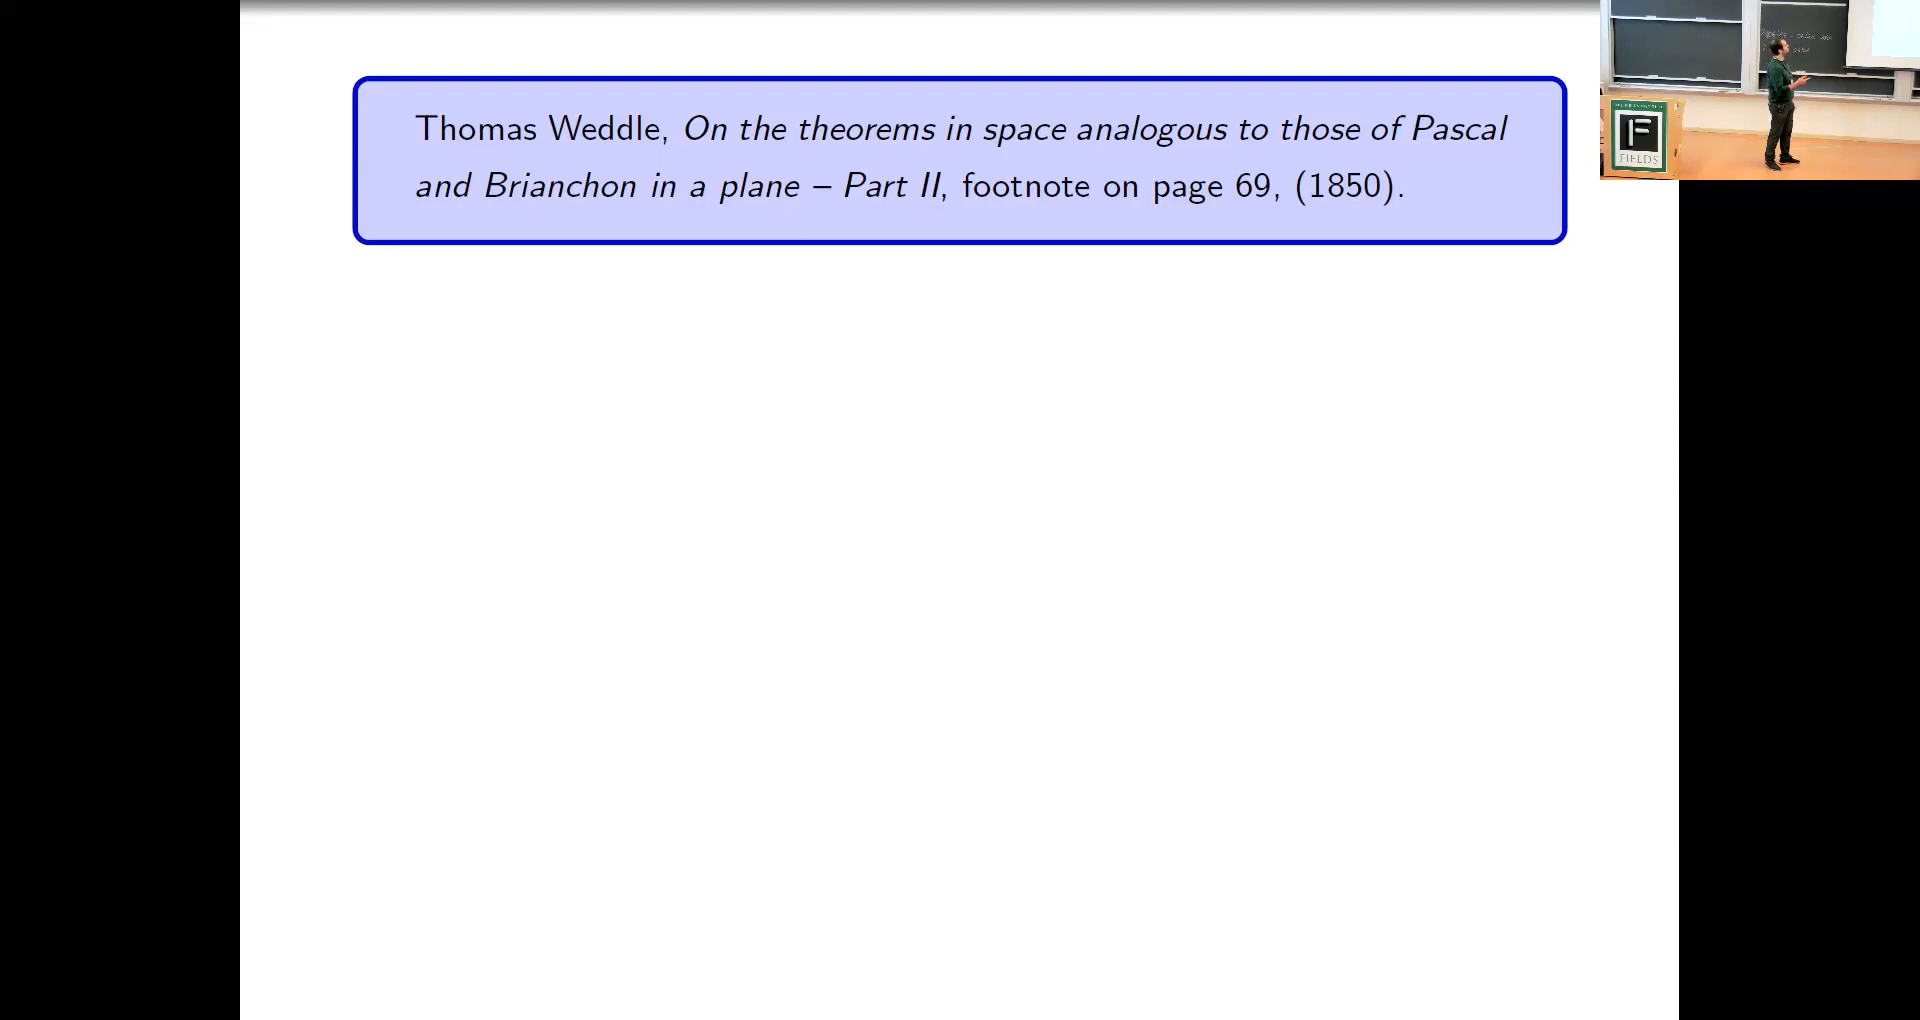 Thomas Weddle, On the theorems in space analogous to those of Pascal
and Brianchon in a plane – Part II, footnote on page 69, (1850).
F
FIELDS